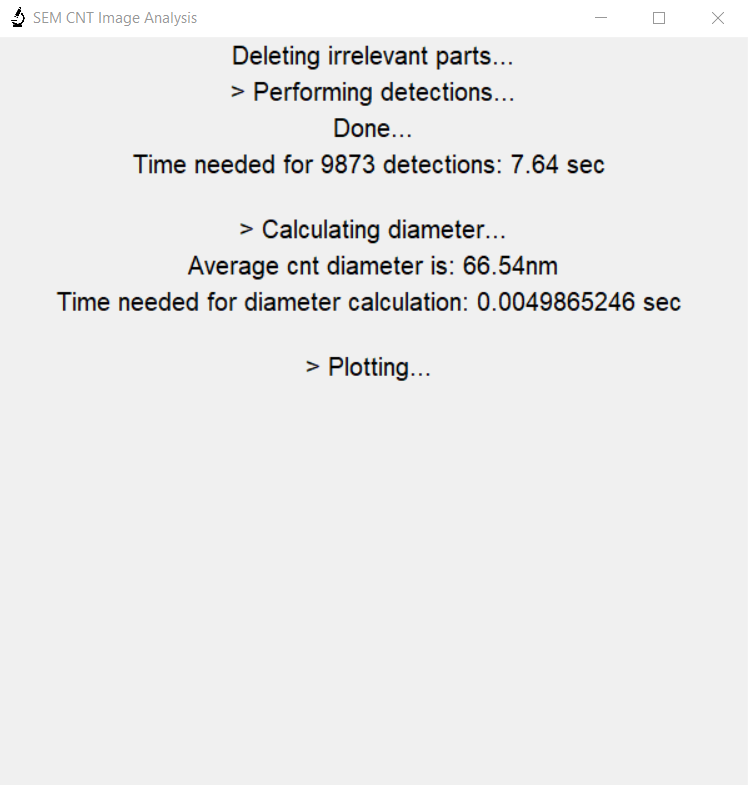 SEM CNT Image Analysis
Deleting irrelevant parts...
> Performing detections...
Done...
Time needed for 9873 detections: 7.64 sec
> Calculating diameter...
Average cnt diameter is: 66.54nm
Time needed for diameter calculation: 0.0049865246 sec
> Plotting...